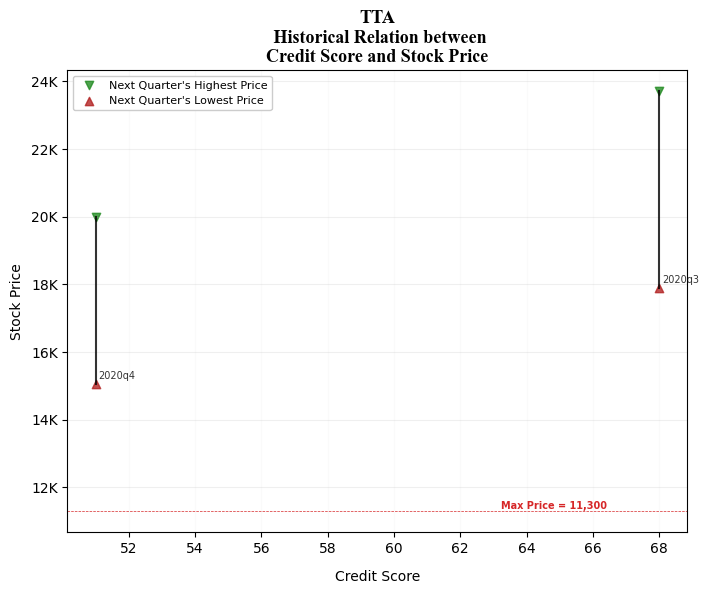 TTA
Historical Relation between
Credit Score and Stock Price
Next Quarter's Highest Price
Next Quarter's Lowest Price
24K
22K
20K
18K
16K
14K
12K
Stock Price
2020q3
2020q4
Max Price = 11,300
52 54 56 58 60 62 64 66 68
Credit Score